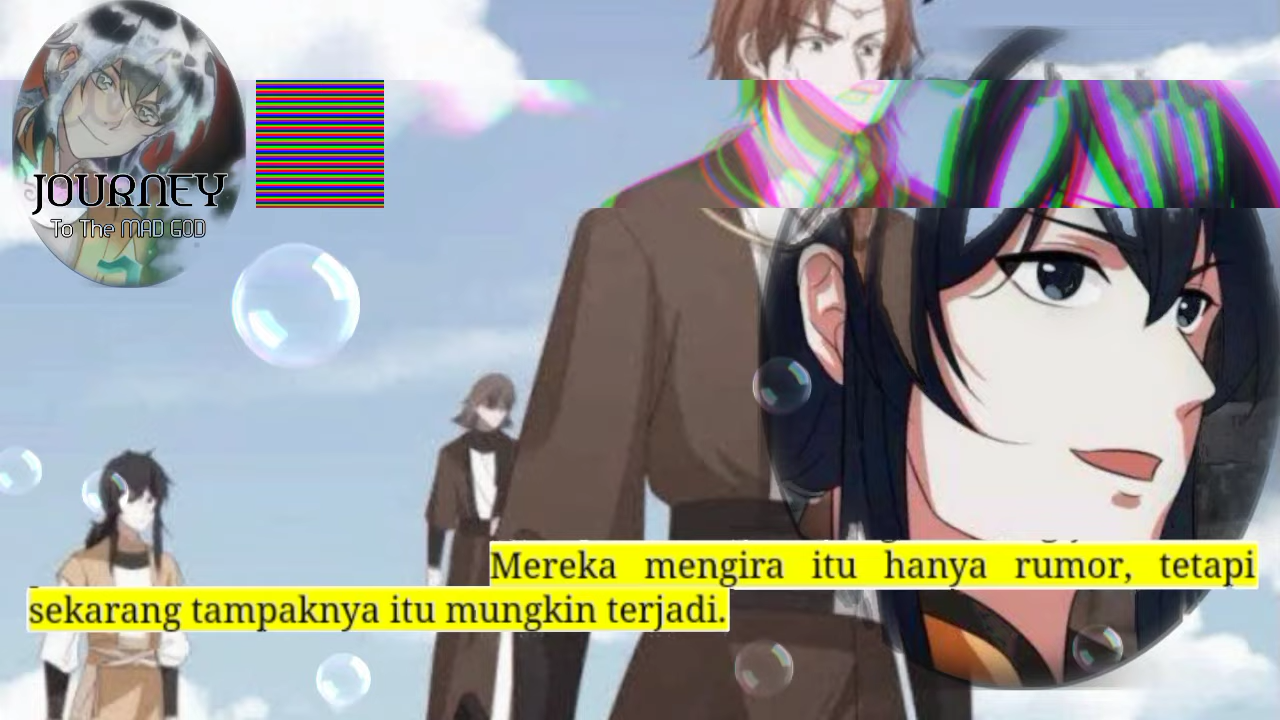 JOURNEY
To The MAD GOD
Mereka mengira itu hanya rumor, tetapi
sekarang tampaknya itu mungkin terjadi.